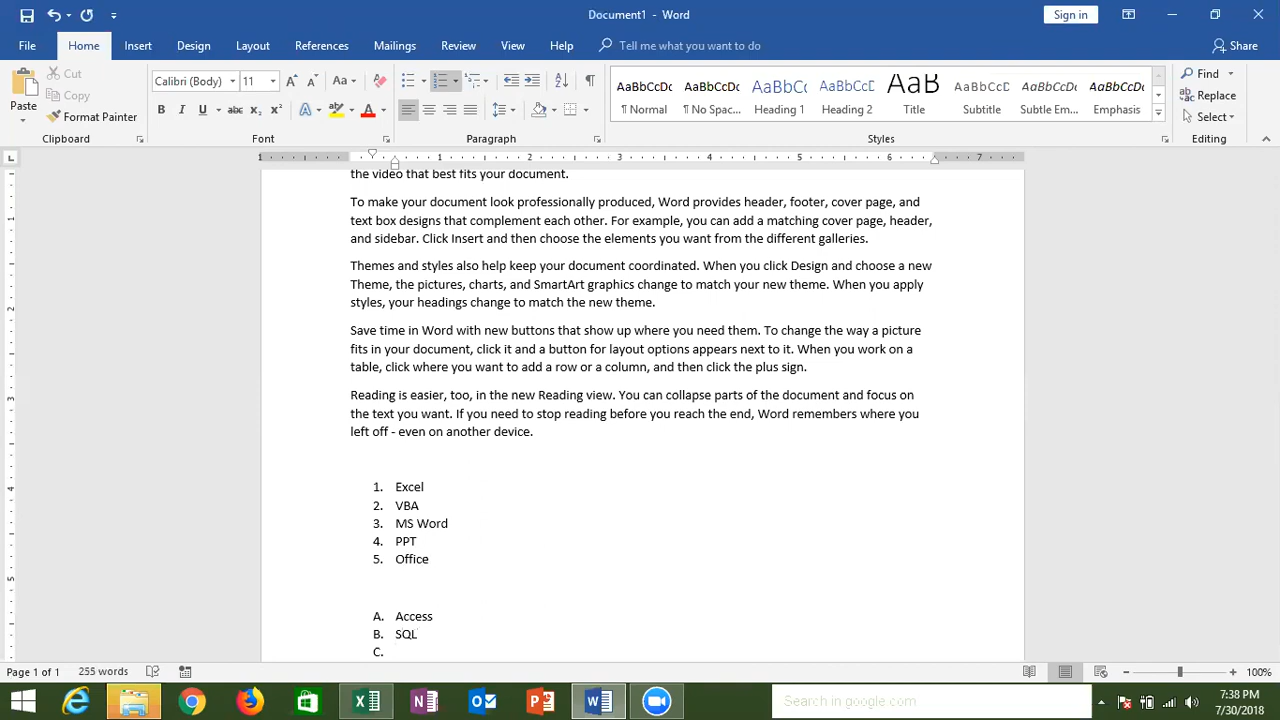 Document1 - Word
Sign in
File Home Insert Design Layout References Mailings Review View Help Tell me what you want to do Share
Paste
Cut
Copy
Format Painter
Clipboard
Calibri (Body) 11
Font
Paragraph
AaBbCcDc AaBbCcDc AaBbCc AaBbCcC AaB AaBbCcD AaBbCcDc AaBbCcDc
¶ Normal ¶ No Spac... Heading 1 Heading 2 Title Subtitle Subtle Em... Emphasis
Styles
Find
Replace
Select
Editing
1 1 2 3 4 5 6 7
the video that best fits your document.
To make your document look professionally produced, Word provides header, footer, cover page, and
text box designs that complement each other. For example, you can add a matching cover page, header,
and sidebar. Click Insert and then choose the elements you want from the different galleries.
Themes and styles also help keep your document coordinated. When you click Design and choose a new
Theme, the pictures, charts, and SmartArt graphics change to match your new theme. When you apply
styles, your headings change to match the new theme.
Save time in Word with new buttons that show up where you need them. To change the way a picture
fits in your document, click it and a button for layout options appears next to it. When you work on a
table, click where you want to add a row or a column, and then click the plus sign.
Reading is easier, too, in the new Reading view. You can collapse parts of the document and focus on
the text you want. If you need to stop reading before you reach the end, Word remembers where you
left off - even on another device.
1. Excel
2. VBA
3. MS Word
4. PPT
5. Office
A. Access
B. SQL
C.
Page 1 of 1 255 words 100%
Search in google.com
7:38 PM
7/30/2018